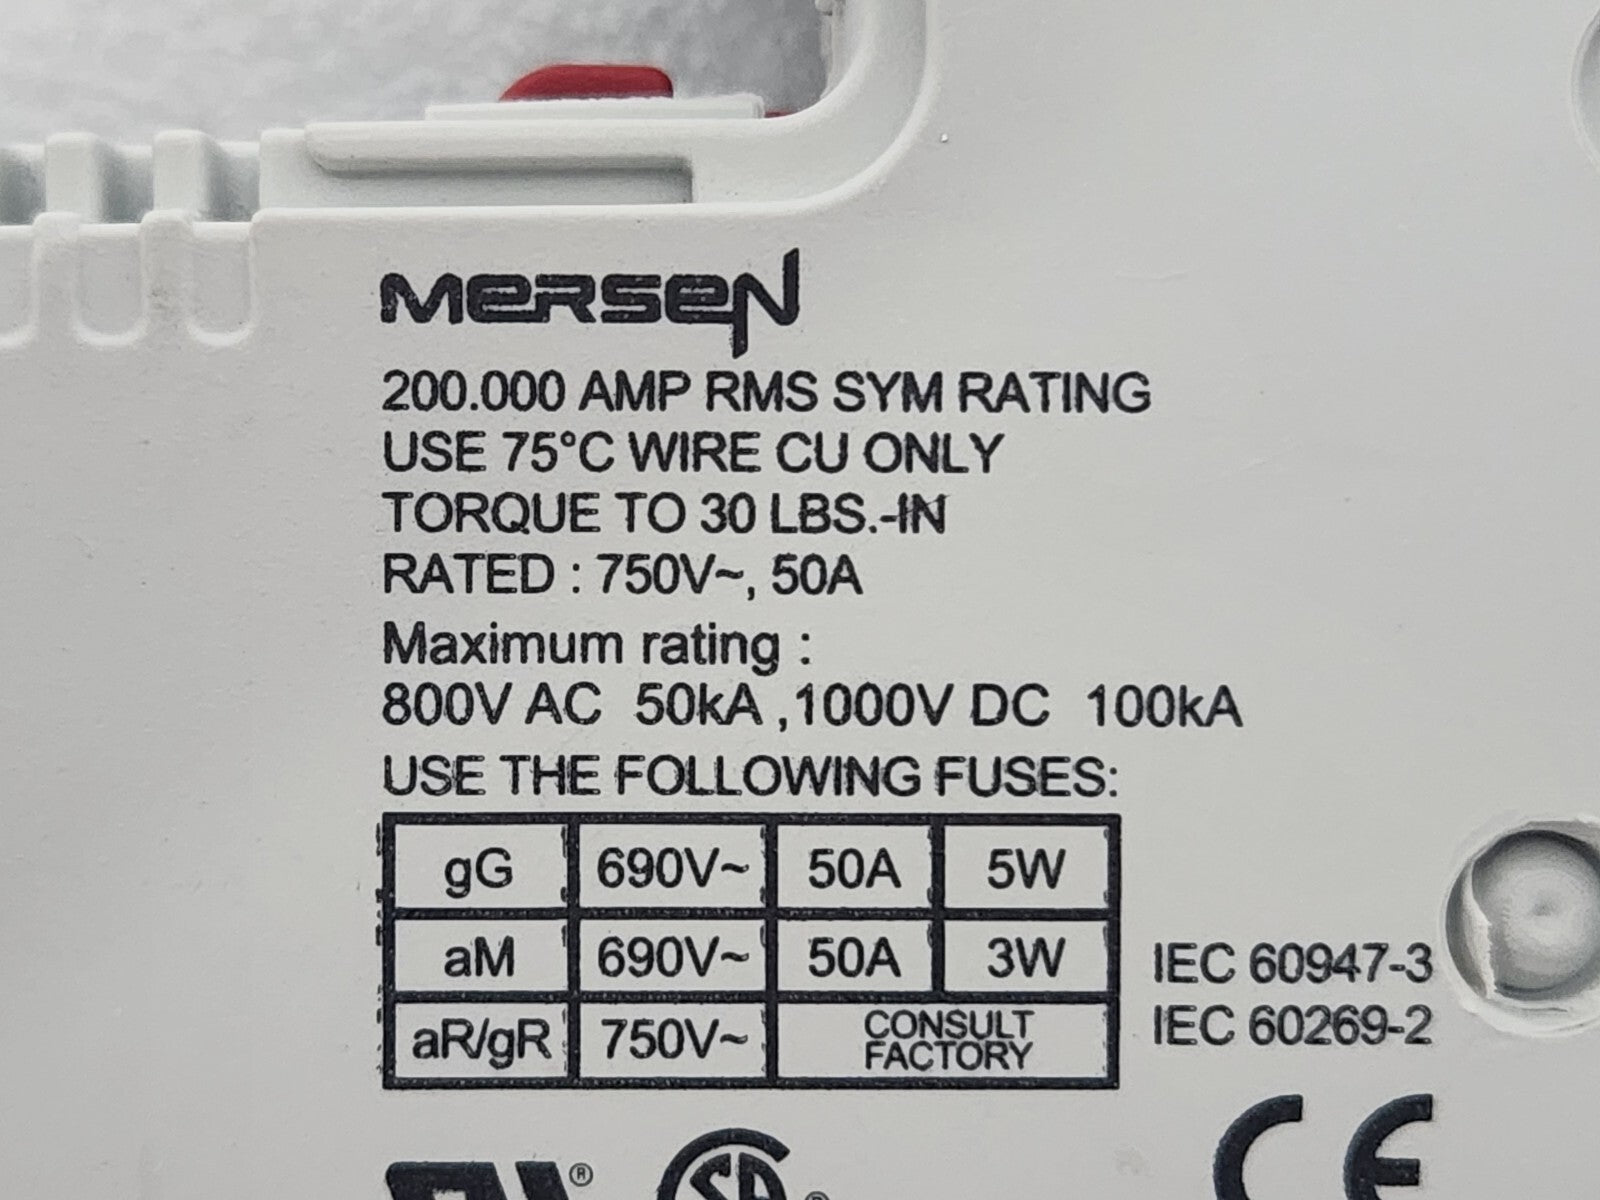 MERSEN
200.000 AMP RMS SYM RATING
USE 75°C WIRE CU ONLY
TORQUE TO 30 LBS.-IN
RATED : 750V~, 50A
Maximum rating :
800V AC 50kA ,1000V DC 100kA
USE THE FOLLOWING FUSES:
gG 690V~ 50A 5W
aM 690V~ 50A 3W
aR/gR 750V~ CONSULT
FACTORY
IEC 60947-3
IEC 60269-2
CE
SA ®
®